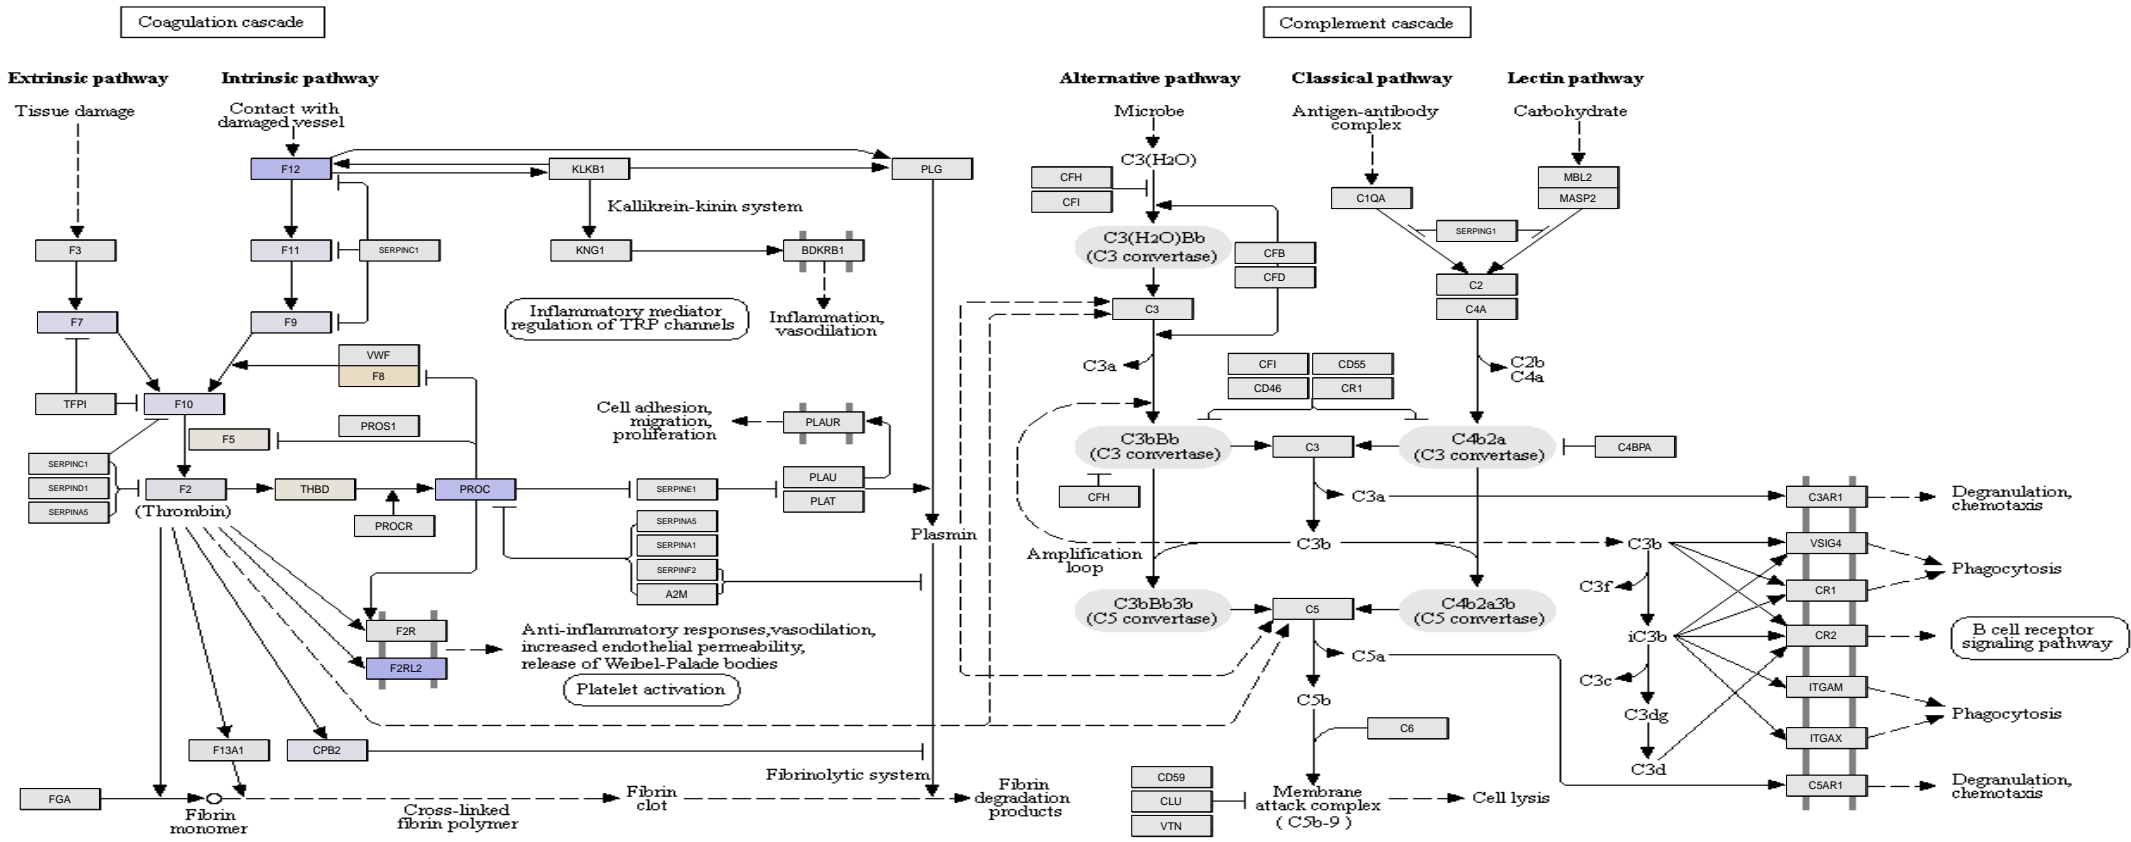 Coagulation cascade
Complement cascade
Extrinsic pathway
Intrinsic pathway
Alternative pathway
Classical pathway
Lectin pathway
Tissue damage
Contact with
damaged vessel
Microbe
Antigen-antibody
complex
Carbohydrate
F12
KLKB1
PLG
C3(H2O)
CFH
CFI
C1QA
MBL2
MASP2
Kallikrein-kinin system
F3
F11
SERPINC1
KNG1
BDKRB1
C3(H2O)Bb
(C3 convertase)
CFB
CFD
SERPING1
C2
C4A
F7
F9
Inflammatory mediator
regulation of TRP channels
Inflammation,
vasodilation
C3
VWF
F8
C3a
CFI
CD55
CD46
CR1
C2b
C4a
TFPI
F10
F5
PROS1
Cell adhesion,
migration,
proliferation
PLAUR
C3bBb
(C3 convertase)
C3
C4b2a
(C3 convertase)
C4BPA
SERPINC1
SERPIND1
SERPINA5
F2
(Thrombin)
THBD
PROC
PROCR
SERPINE1
PLAU
PLAT
CFH
C3a
C3AR1
Degranulation,
chemotaxis
SERPINA5
SERPINA1
SERPINF2
A2M
Plasmin
Amplification
loop
C3b
C3b
VSIG4
Phagocytosis
C3f
CR1
C3bBb3b
(C5 convertase)
C5
C4b2a3b
(C5 convertase)
F2R
F2RL2
Anti-inflammatory responses,vasodilation,
increased endothelial permeability,
release of Weibel-Palade bodies
Platelet activation
iC3b
CR2
B cell receptor
signaling pathway
C5a
C3c
ITGAM
C5b
C3dg
Phagocytosis
C6
ITGAX
F13A1
CPB2
C3d
Fibrinolytic system
CD59
CLU
VTN
C5AR1
Degranulation,
chemotaxis
FGA
Fibrin
monomer
Cross-linked
fibrin polymer
Fibrin
clot
Fibrin
degradation
products
Membrane
attack complex
( C5b-9 )
Cell lysis